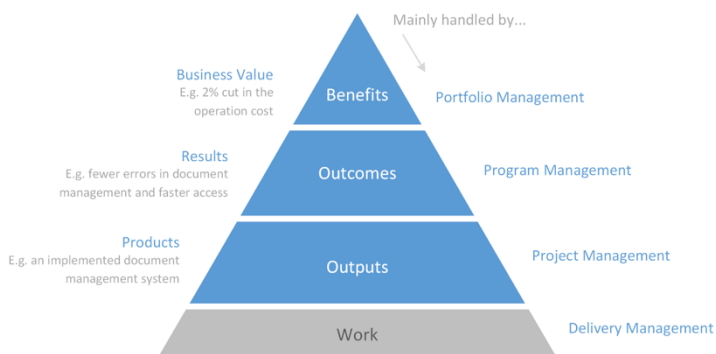 Mainly handled by...
Business Value
E.g. 2% cut in the
operation cost
Benefits
Portfolio Management
Results
E.g. fewer errors in document
management and faster access
Outcomes
Program Management
Products
E.g. an implemented document
management system
Outputs
Project Management
Work
Delivery Management